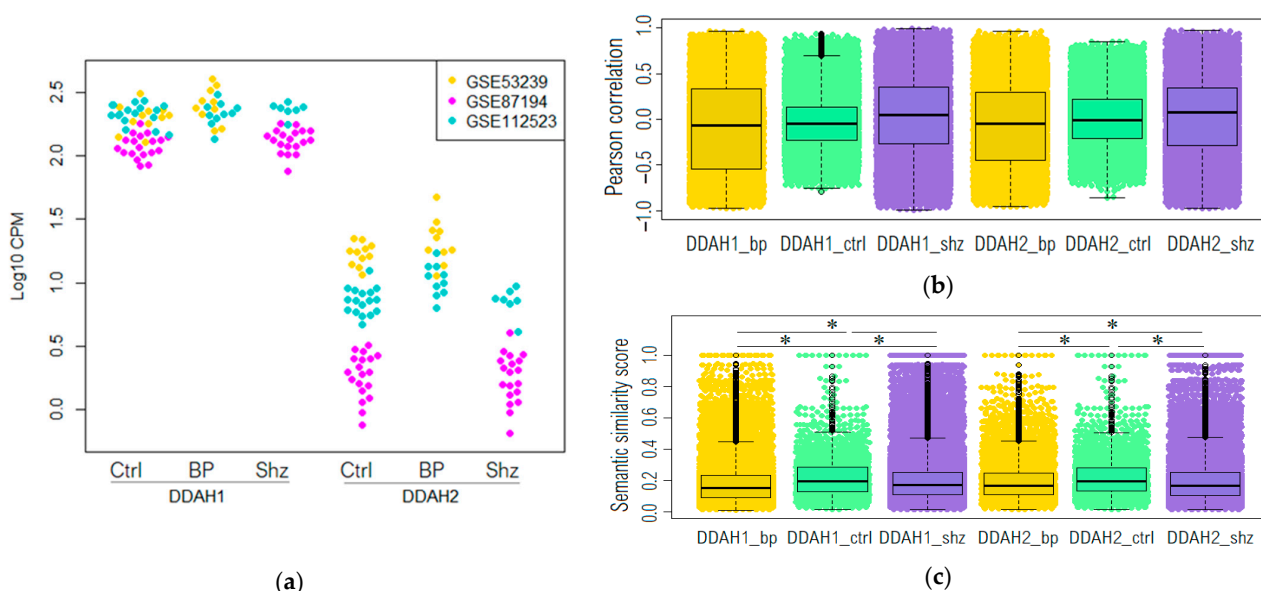 GSE53239
GSE87194
GSE112523
Log10 CPM
2.5
2.0
1.5
1.0
0.5
0.0
Ctrl BP Shz Ctrl BP Shz
DDAH1 DDAH2
(a)
Pearson correlation
1.0
0.5
0.0
−0.5
−1.0
DDAH1_bp DDAH1_ctrl DDAH1_shz DDAH2_bp DDAH2_ctrl DDAH2_shz
(b)
Semantic similarity score
* *
* * * *
1.0
0.8
0.6
0.4
0.2
0.0
DDAH1_bp DDAH1_ctrl DDAH1_shz DDAH2_bp DDAH2_ctrl DDAH2_shz
(c)